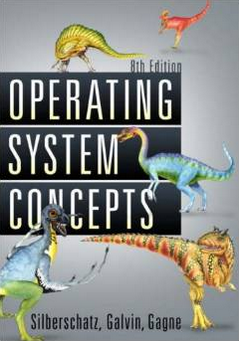 8th Edition
OPERATING
SYSTEM
CONCEPTS
Silberschatz, Galvin, Gagne